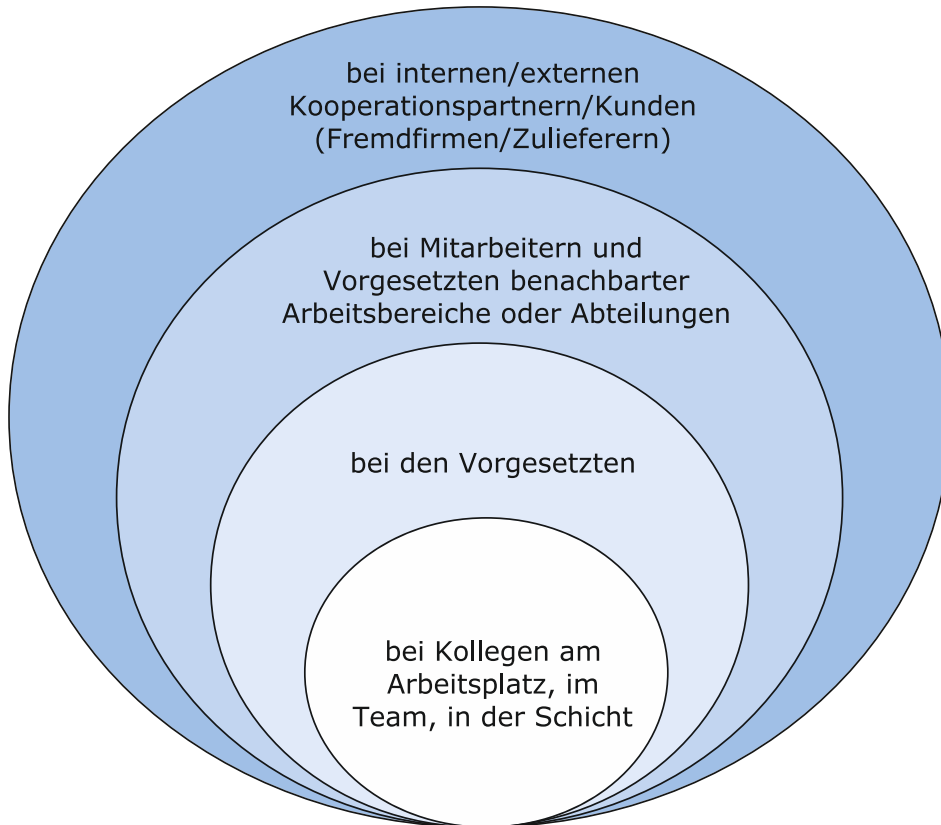 bei internen/externen
Kooperationspartnern/Kunden
(Fremdfirmen/Zulieferern)
bei Mitarbeitern und
Vorgesetzten benachbarter
Arbeitsbereiche oder Abteilungen
bei den Vorgesetzten
bei Kollegen am
Arbeitsplatz, im
Team, in der Schicht